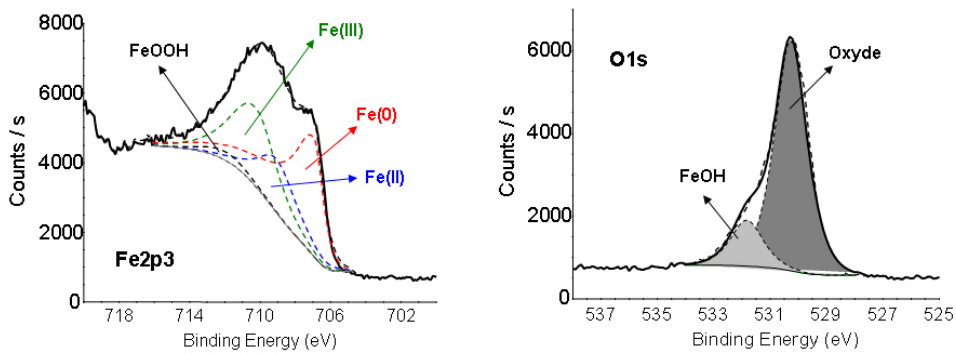 8000
6000
4000
2000
0
Counts / s
FeOOH
Fe(III)
Fe(0)
Fe(II)
Fe2p3
718
714
710
706
702
Binding Energy (eV)
6000
4000
2000
0
Counts / s
O1s
Oxyde
FeOH
537
535
533
531
529
527
525
Binding Energy (eV)